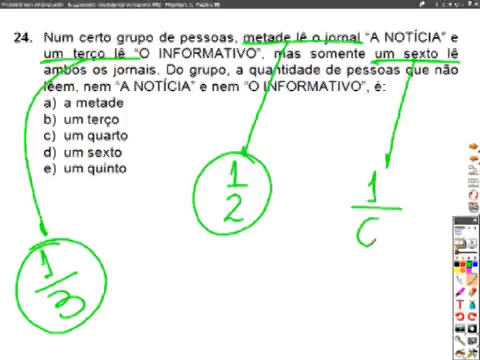 24. Num certo grupo de pessoas, metade lê o jornal “A NOTÍCIA” e
um terço lê “O INFORMATIVO”, mas somente um sexto lê
ambos os jornais. Do grupo, a quantidade de pessoas que não
lêem, nem “A NOTÍCIA” e nem “O INFORMATIVO”, é:
a) a metade
b) um terço
c) um quarto
d) um sexto
e) um quinto
1
2
1
1
3